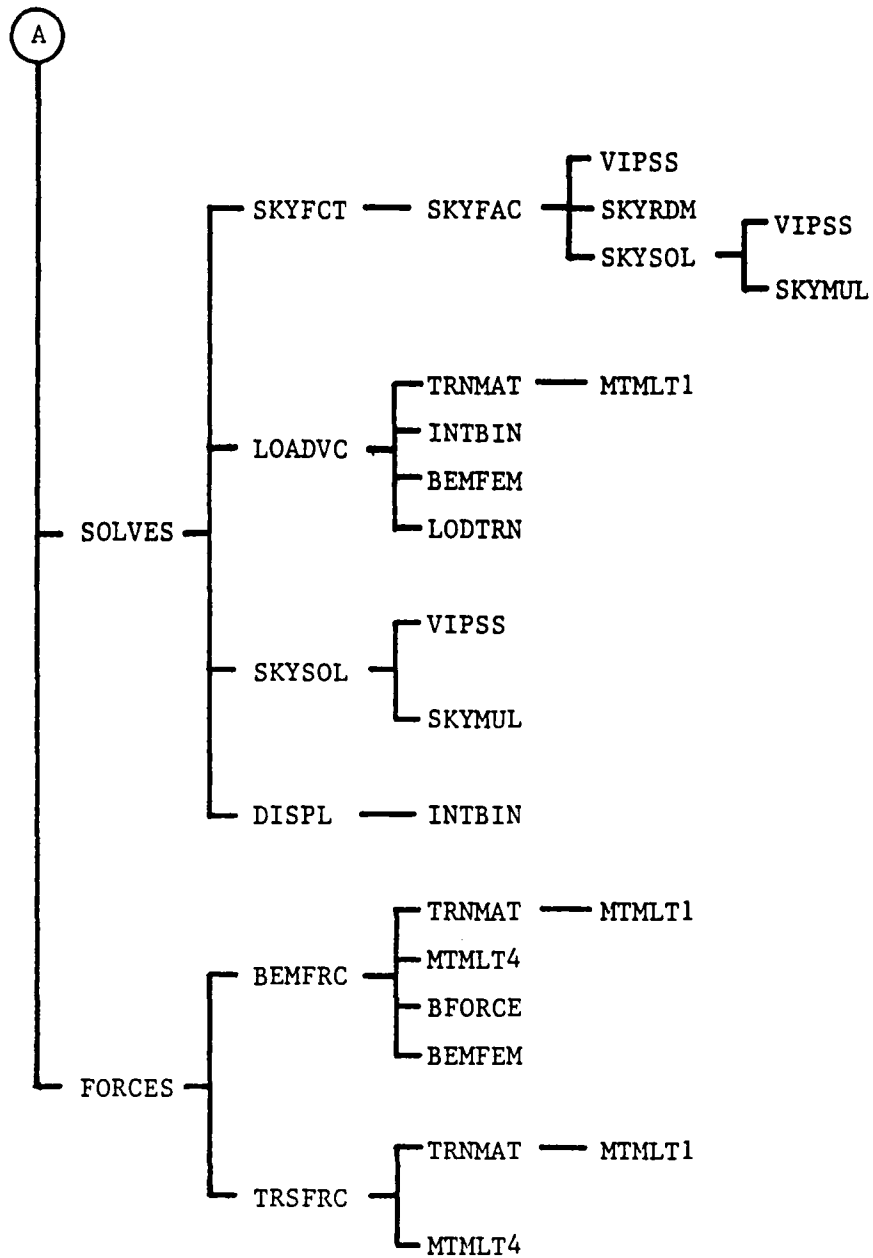 A
VIPSS
SKYFCT SKYFAC SKYRDM
VIPSS
SKYSOL
SKYMUL
TRNMAT MTMLT1
INTBIN
LOADVC
BEMFEM
LODTRN
SOLVES
VIPSS
SKYSOL
SKYMUL
DISPL INTBIN
TRNMAT MTMLT1
MTMLT4
BEMFRC
BFORCE
BEMFEM
FORCES
TRNMAT MTMLT1
TRSFRC
MTMLT4